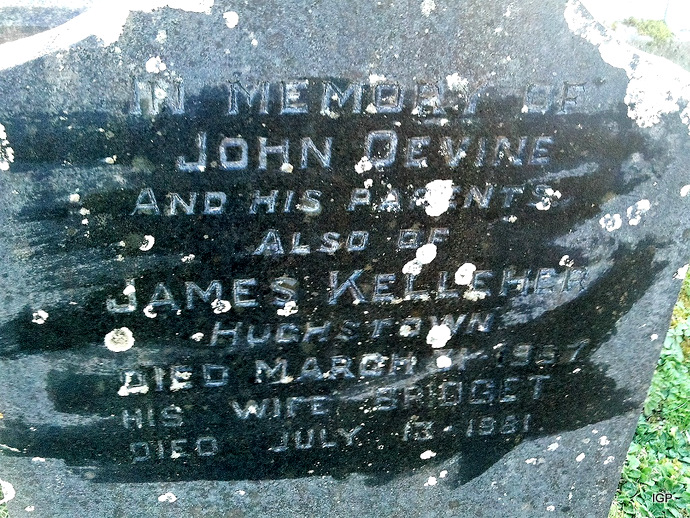 IN MEMORY OF
JOHN DEVINE
AND HIS PARENTS
ALSO OF
JAMES KELLEHER
HUGHSTOWN
DIED MARCH 1957
HIS WIFE BRIDGET
DIED JULY 13 - 1981.
IGP